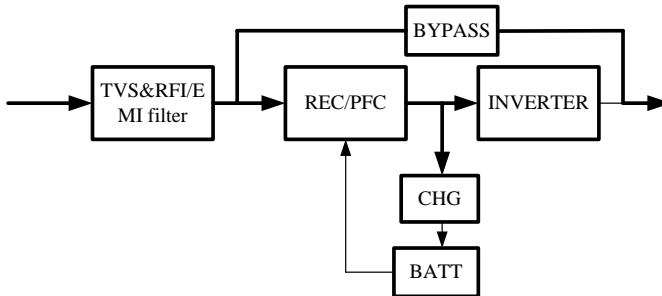 BYPASS
TVS&RFI/E
MI filter
REC/PFC
INVERTER
CHG
BATT